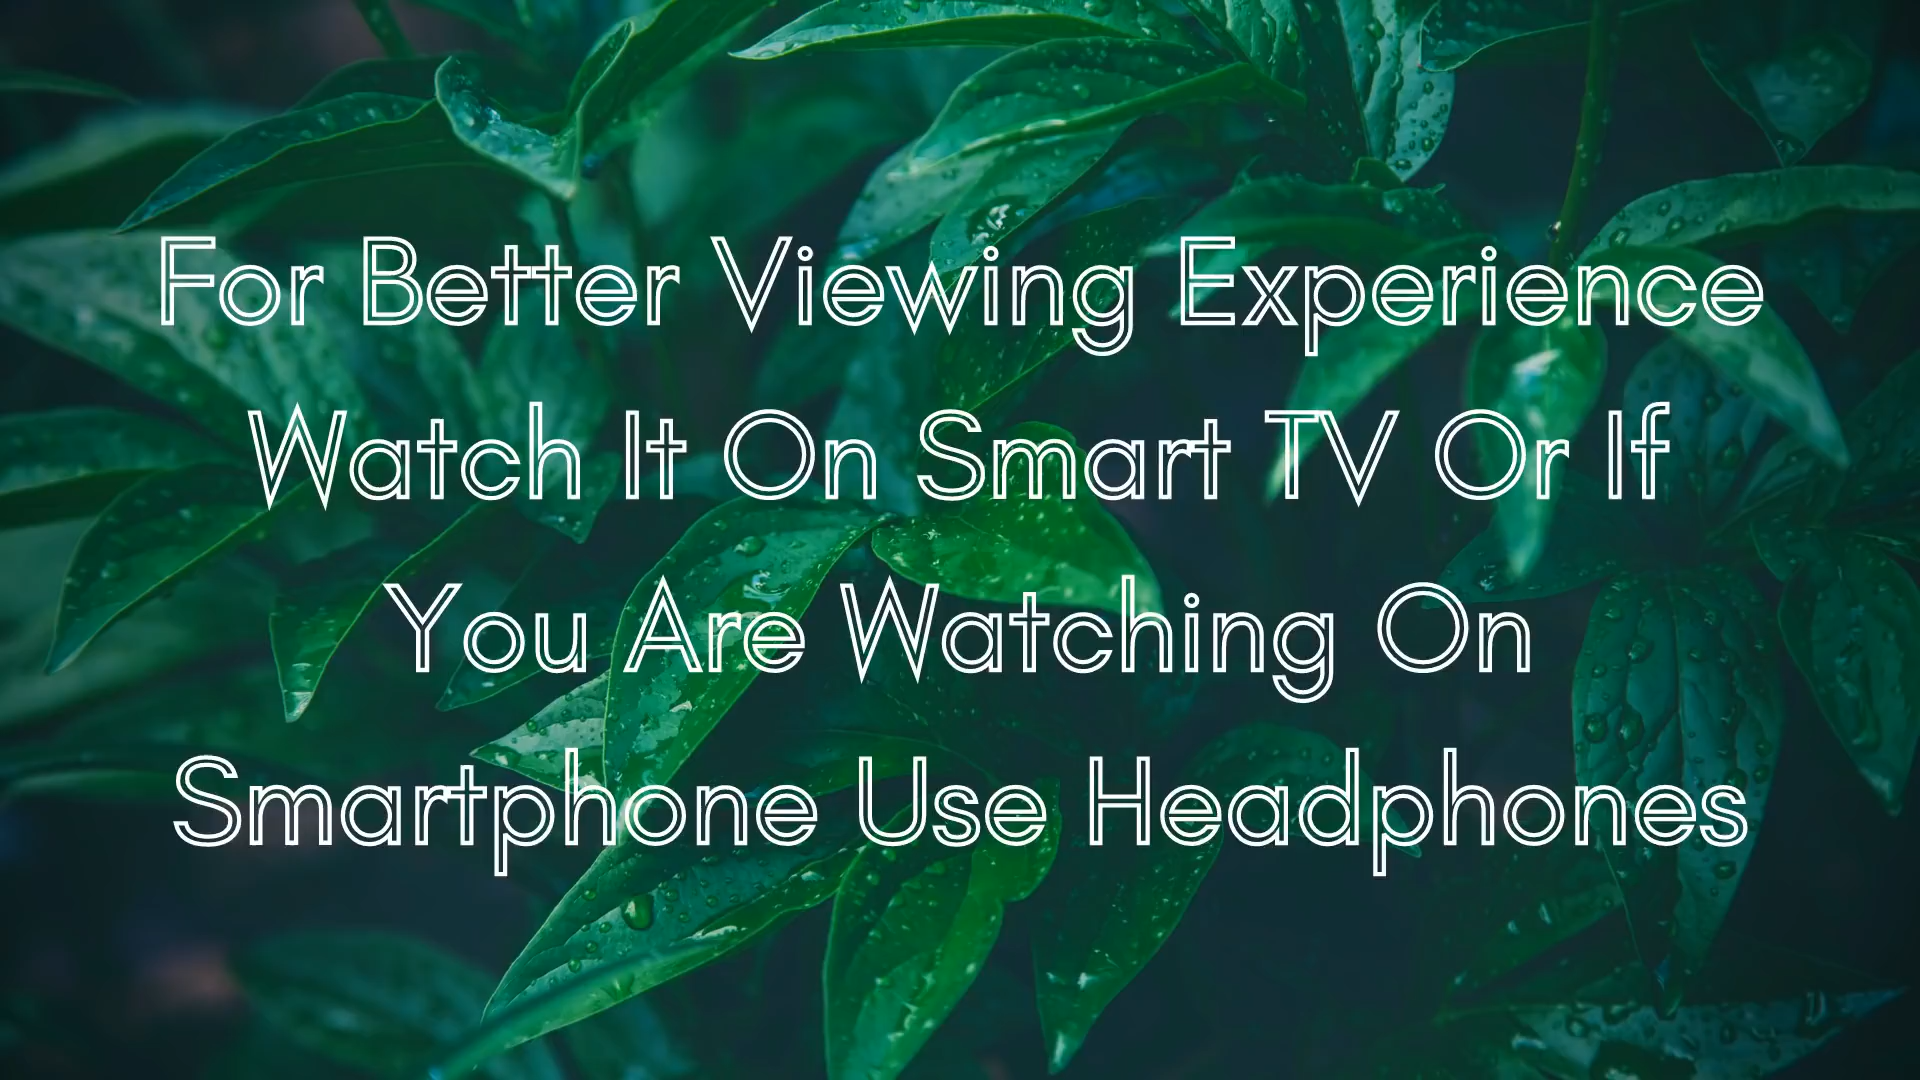 For Better Viewing Experience
Watch It On Smart TV Or If
You Are Watching On
Smartphone Use Headphones